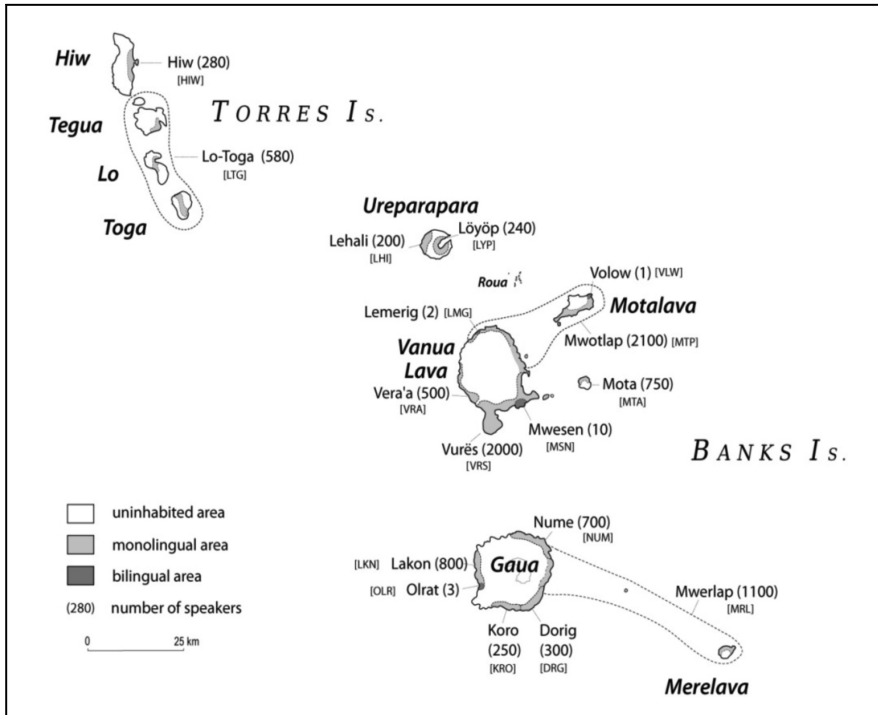 Hiw
Hiw (280)
[HIW]
TORRES Is.
Tegua
Lo-Toga (580)
[LTG]
Lo
Toga
Ureparapara
Löyöp (240)
[LYP]
Lehali (200)
[LHI]
Roua
Volow (1) [VLW]
Motalava
Lemerig (2) [LMG]
Mwotlap (2100) [MTP]
Vanua
Lava
Mota (750)
[MTA]
Vera'a (500)
[VRA]
Mwesen (10)
[MSN]
Vurës (2000)
[VRS]
BANKS Is.
uninhabited area
monolingual area
bilingual area
(280) number of speakers
0 25 km
Nume (700)
[NUM]
[LKN] Lakon (800)
Gaua
[OLR] Olrat (3)
Mwerlap (1100)
[MRL]
Koro
(250)
[KRO]
Dorig
(300)
[DRG]
Merelava